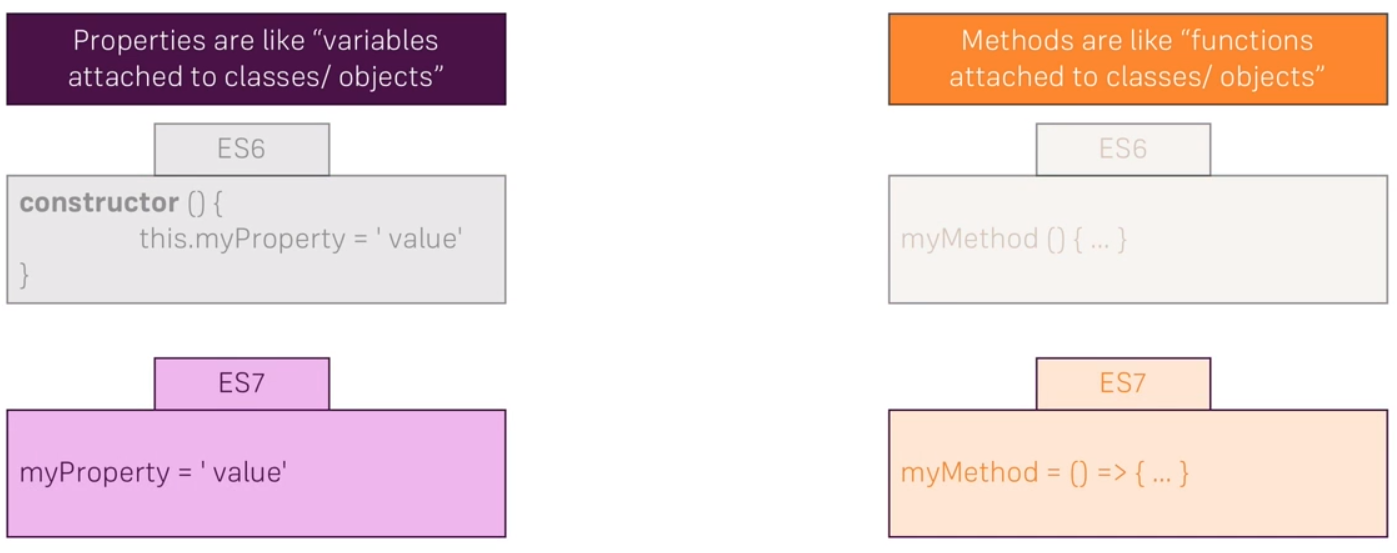 Properties are like “variables
attached to classes/ objects”
ES6
constructor () {
this.myProperty = ' value'
}
ES7
myProperty = ' value'
Methods are like “functions
attached to classes/ objects”
ES6
myMethod () { ... }
ES7
myMethod = () => { ... }